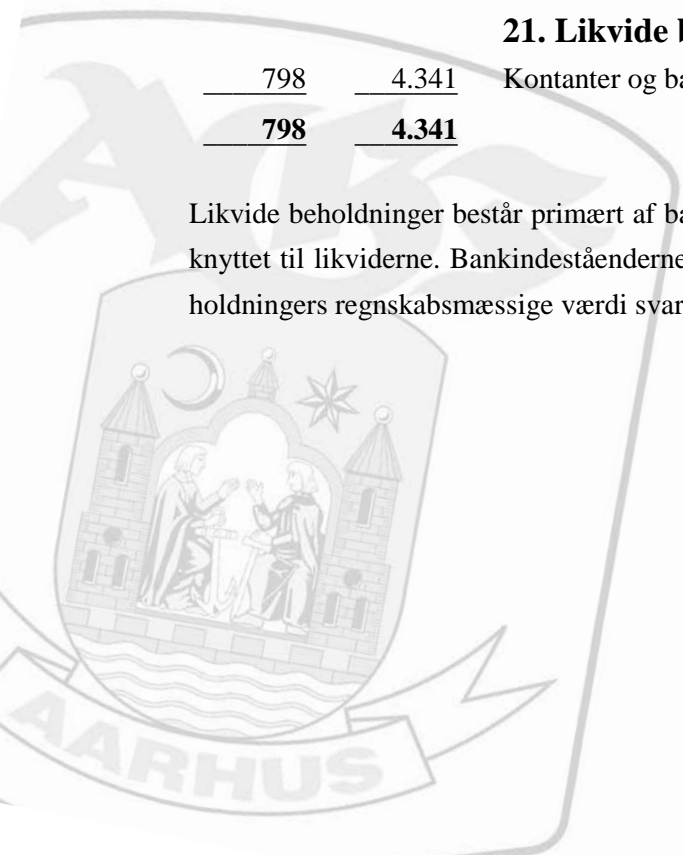 21. Likvide
798 4.341 Kontanter og
798 4.341
Likvide beholdninger består primært af
knyttet til likviderne. Bankindeståenderne
holdningers regnskabsmæssige værdi
AGF
AARHUS